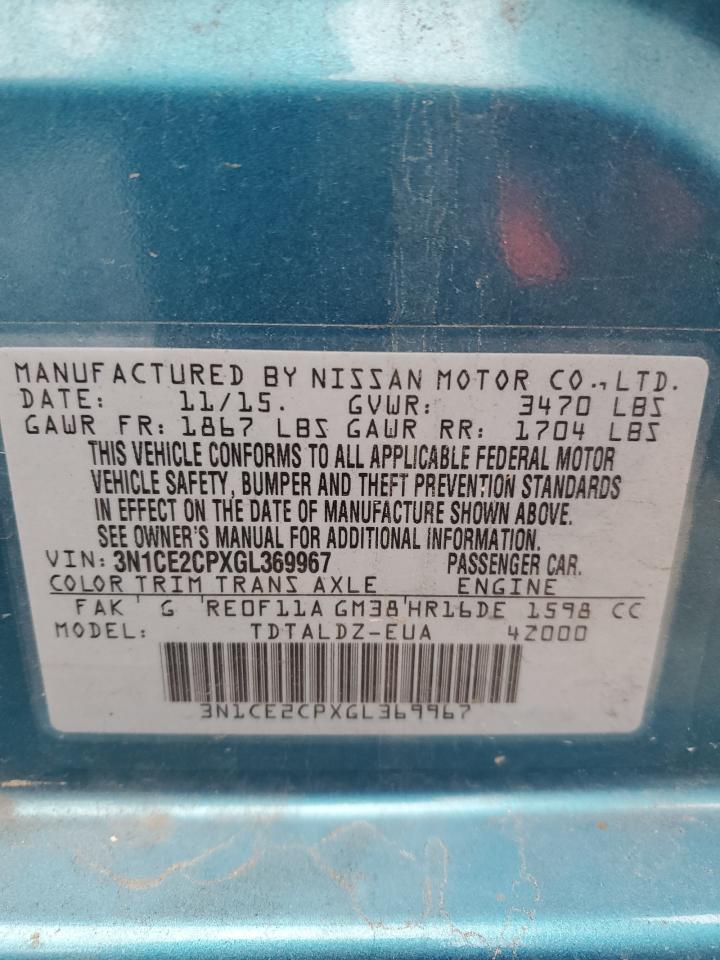 MANUFACTURED BY NISSAN MOTOR CO., LTD.
DATE: 11/15. GVWR: 3470 LBS
GAWR FR: 1867 LBS GAWR RR: 1704 LBS
THIS VEHICLE CONFORMS TO ALL APPLICABLE FEDERAL MOTOR
VEHICLE SAFETY, BUMPER AND THEFT PREVENTION STANDARDS
IN EFFECT ON THE DATE OF MANUFACTURE SHOWN ABOVE.
SEE OWNER'S MANUAL FOR ADDITIONAL INFORMATION.
VIN: 3N1CE2CPXGL369967 PASSENGER CAR.
COLOR TRIM TRANS AXLE ENGINE
FAK G RE0F11A GM38 HR16DE 1598 CC
MODEL: TDTALDZ-EUA 4Z000
3N1CE2CPXGL369967